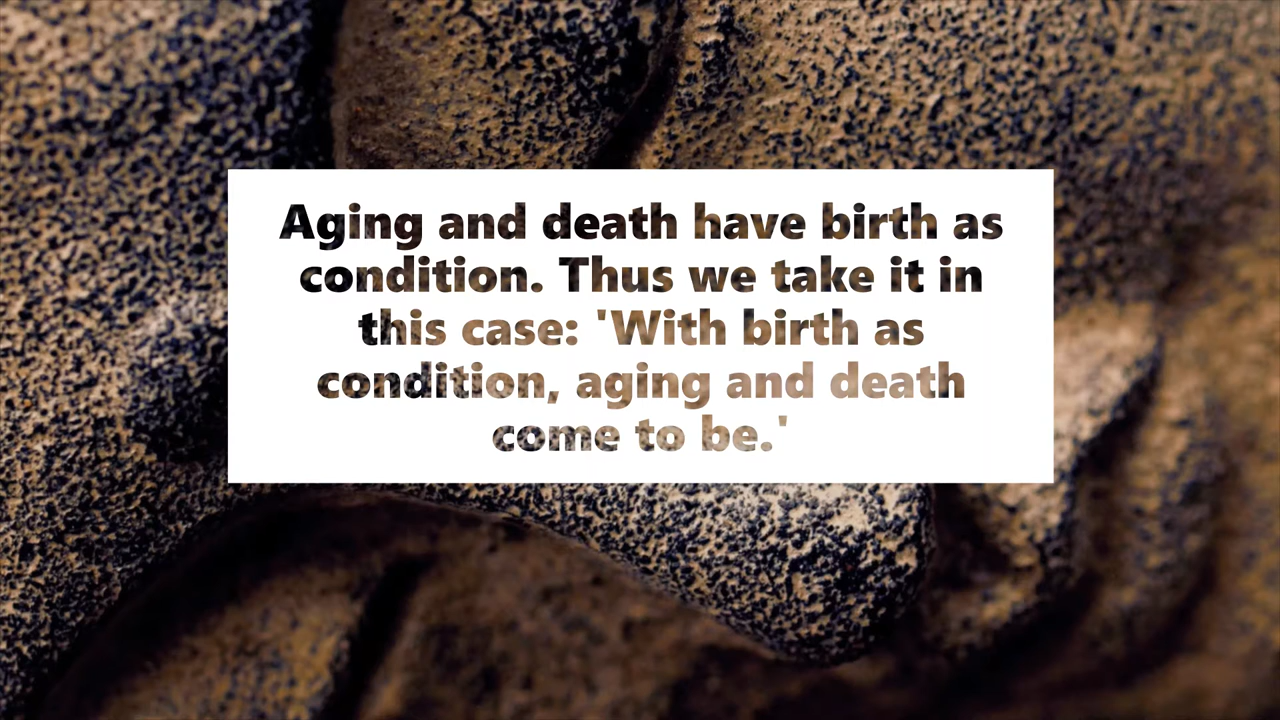 Aging and death have birth as
condition. Thus we take it in
this case: 'With birth as
condition, aging and death
come to be.'